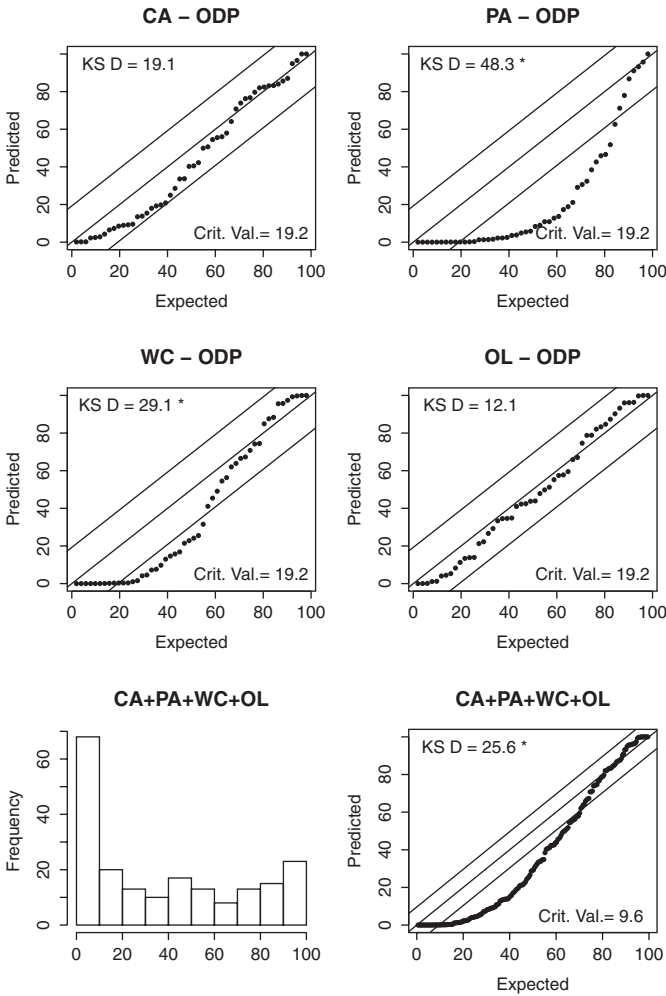 CA – ODP
KS D = 19.1
Crit. Val.= 19.2
Predicted
0 20 40 60 80
0 20 40 60 80 100
Expected
PA – ODP
KS D = 48.3 *
Crit. Val.= 19.2
Predicted
0 20 40 60 80
0 20 40 60 80 100
Expected
WC – ODP
KS D = 29.1 *
Crit. Val.= 19.2
Predicted
0 20 40 60 80
0 20 40 60 80 100
Expected
OL – ODP
KS D = 12.1
Crit. Val.= 19.2
Predicted
0 20 40 60 80
0 20 40 60 80 100
Expected
CA+PA+WC+OL
Frequency
0 20 40 60
0 20 40 60 80 100
CA+PA+WC+OL
KS D = 25.6 *
Crit. Val.= 9.6
Predicted
0 20 40 60 80
0 20 40 60 80 100
Expected